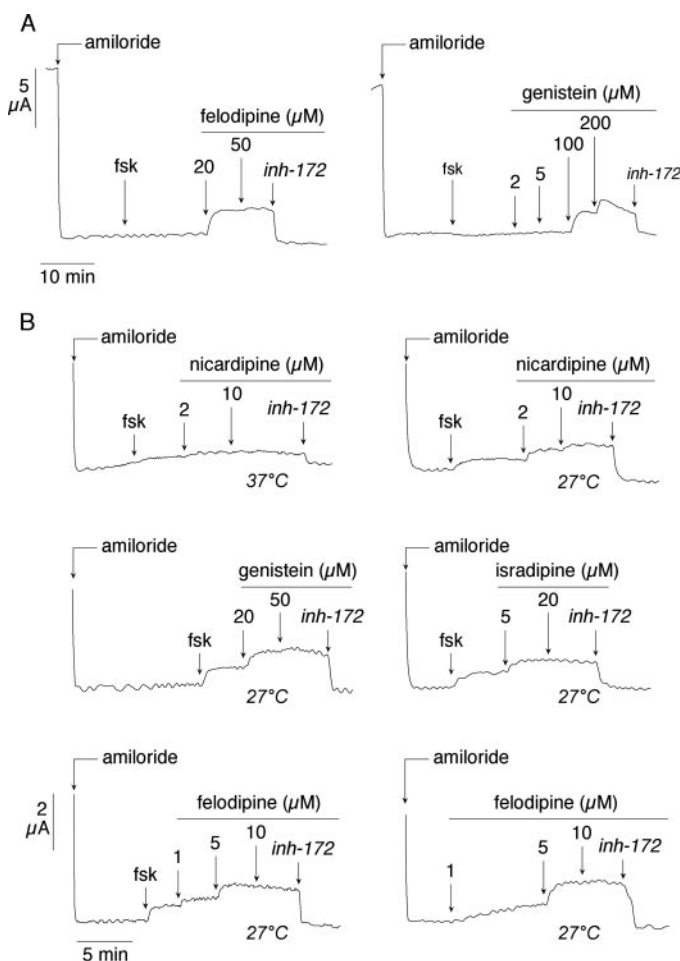 A
amiloride
5
µA
felodipine (µM)
50
fsk
20
inh-172
10 min
amiloride
genistein (µM)
200
100
fsk
2
5
inh-172
B
amiloride
nicardipine (µM)
10
2
fsk
inh-172
37°C
amiloride
nicardipine (µM)
10
2
fsk
inh-172
27°C
amiloride
genistein (µM)
50
20
fsk
inh-172
27°C
amiloride
isradipine (µM)
20
5
fsk
inh-172
27°C
amiloride
2
µA
felodipine (µM)
10
5
1
fsk
inh-172
27°C
5 min
amiloride
felodipine (µM)
10
5
1
inh-172
27°C